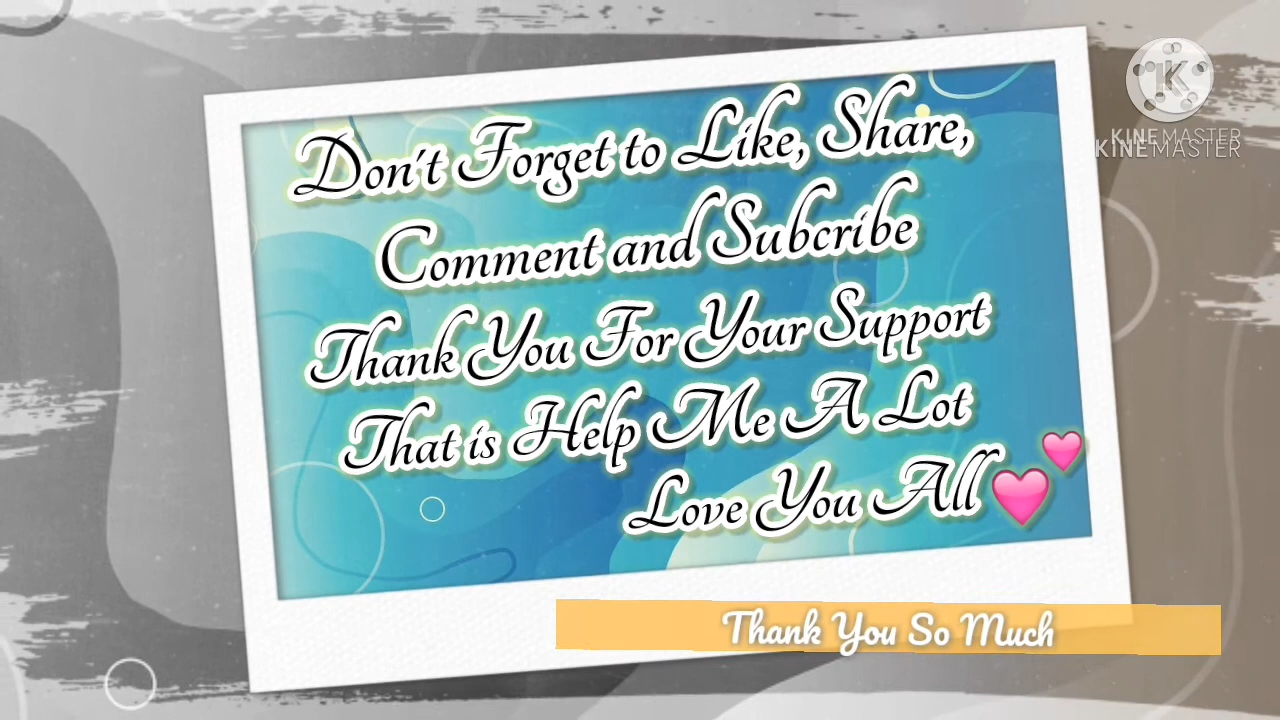 Don't Forget to Like, Share,
Comment and Subcribe
Thank You For Your Support
That is Help Me A Lot
Love You All 💕
Thank You So Much
KINEMASTER
KINEMASTER